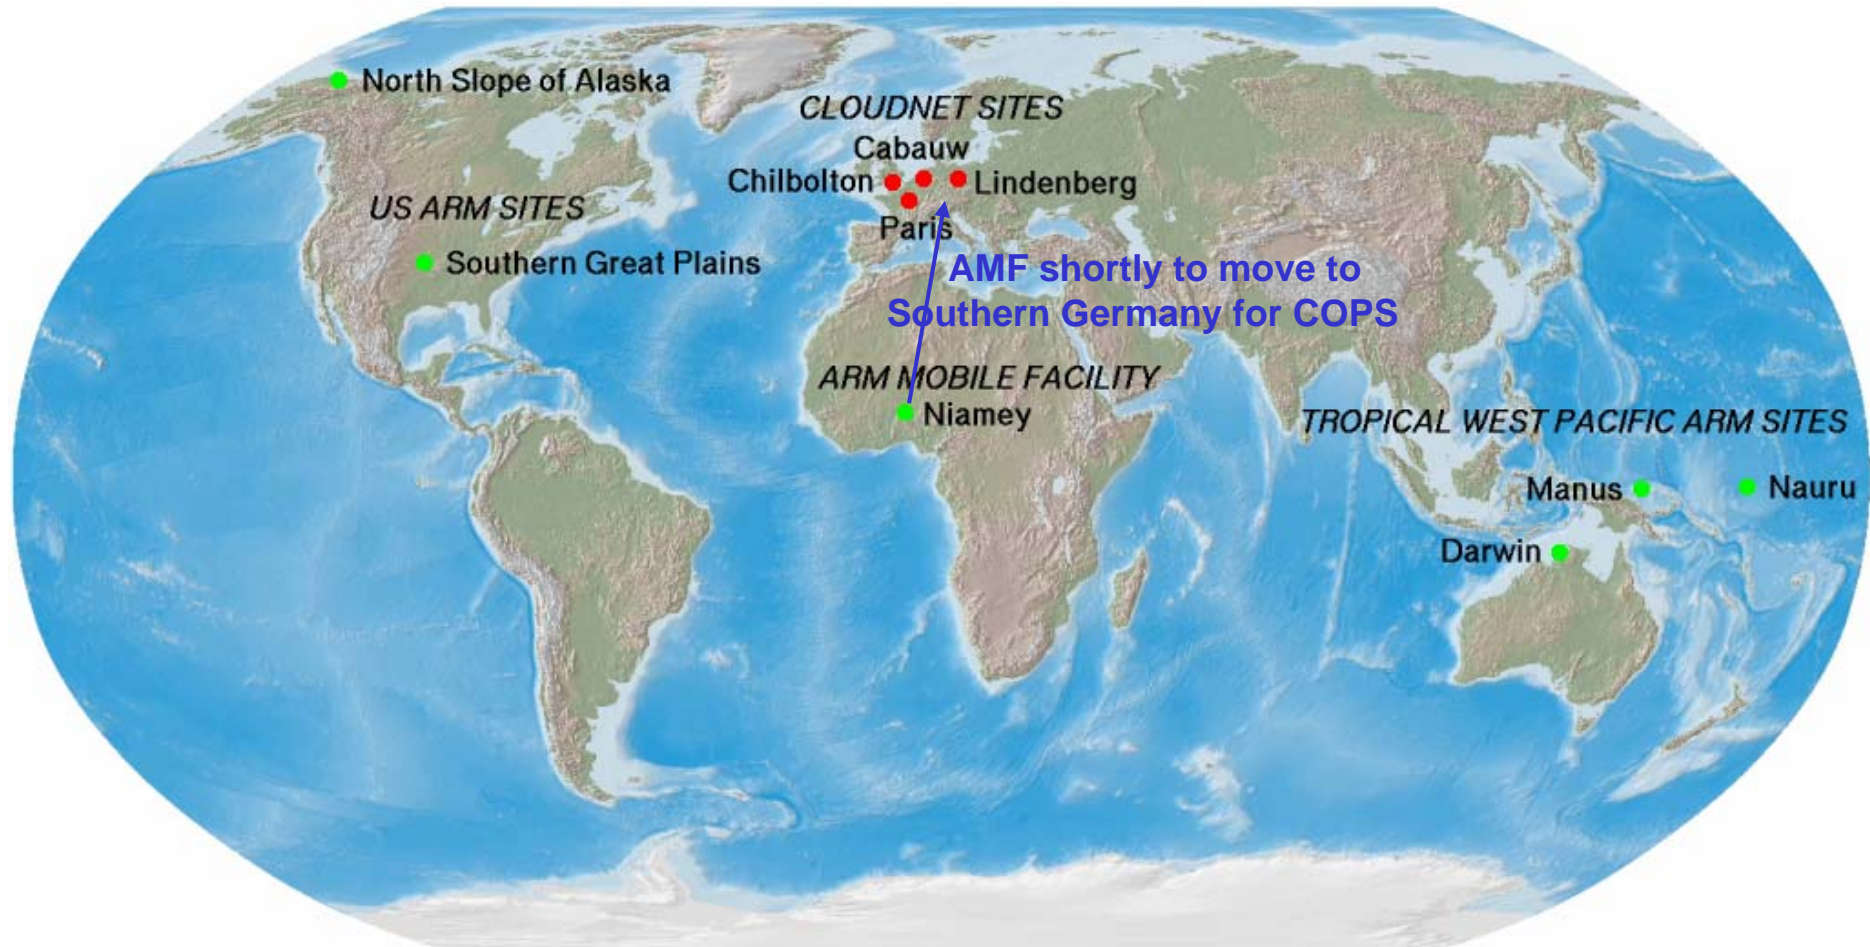 North Slope of Alaska
CLOUDNET SITES
Cabauw
Chilbolton
Lindenberg
US ARM SITES
Paris
Southern Great Plains
AMF shortly to move to
Southern Germany for COPS
ARM MOBILE FACILITY
Niamey
TROPICAL WEST PACIFIC ARM SITES
Manus
Nauru
Darwin